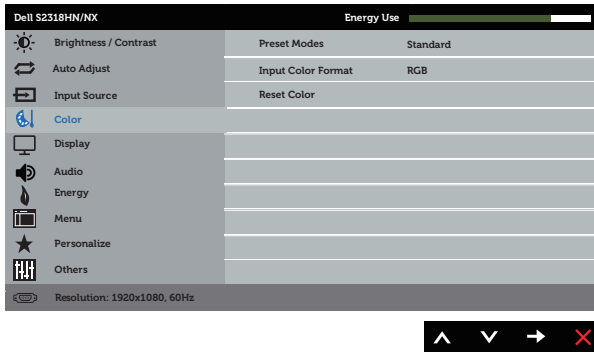 Dell S2318HN/NX Energy Use
Brightness / Contrast Preset Modes Standard
Auto Adjust Input Color Format RGB
Input Source Reset Color
Color
Display
Audio
Energy
Menu
Personalize
Others
Resolution: 1920x1080, 60Hz